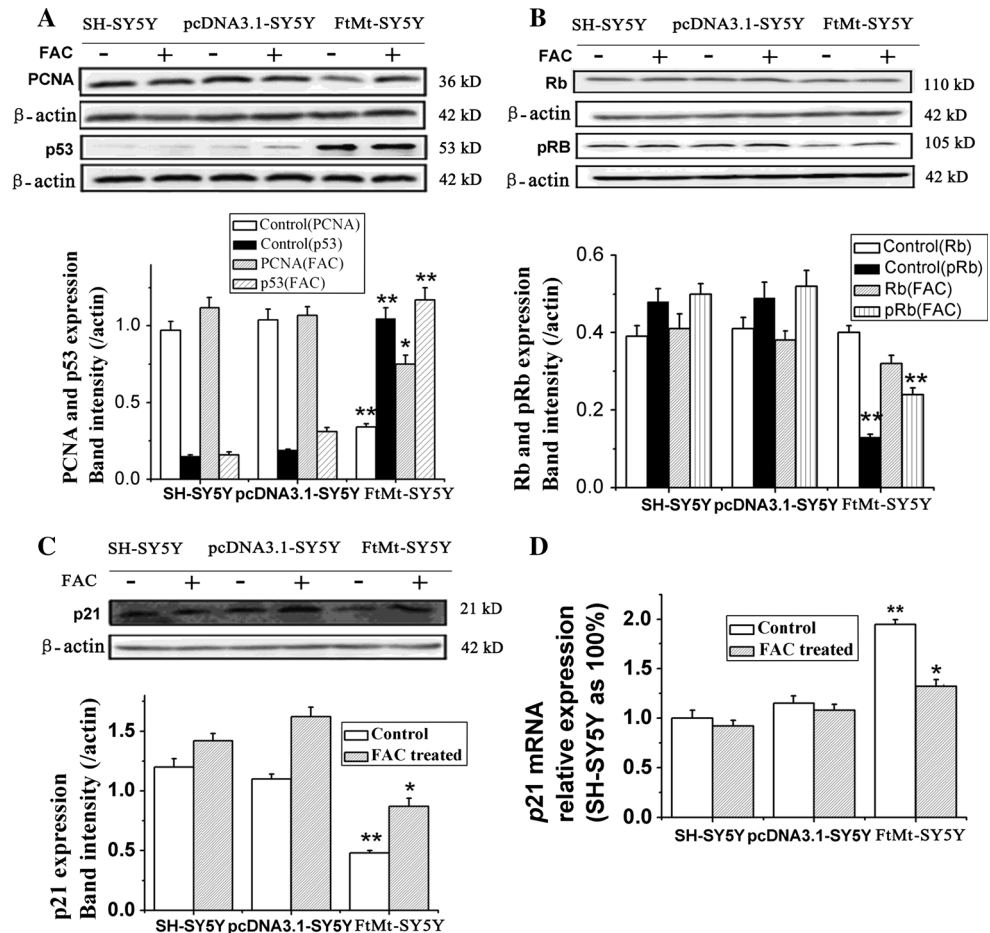 A
SH-SY5Y pcDNA3.1-SY5Y FtMt-SY5Y
FAC - + - + - +
PCNA 36 kD
β-actin 42 kD
p53 53 kD
β-actin 42 kD
Control(PCNA)
Control(p53)
PCNA(FAC)
p53(FAC)
PCNA and p53 expression
Band intensity (/actin)
1.0
0.5
0.0
** ** * **
SH-SY5Y pcDNA3.1-SY5Y FtMt-SY5Y
B
SH-SY5Y pcDNA3.1-SY5Y FtMt-SY5Y
FAC - + - + - +
Rb 110 kD
β-actin 42 kD
pRB 105 kD
β-actin 42 kD
Control(Rb)
Control(pRb)
Rb(FAC)
pRb(FAC)
Rb and pRb expression
Band intensity (/actin)
0.6
0.4
0.2
0.0
** **
SH-SY5Y pcDNA3.1-SY5Y FtMt-SY5Y
C
SH-SY5Y pcDNA3.1-SY5Y FtMt-SY5Y
FAC - + - + - +
p21 21 kD
β-actin 42 kD
Control
FAC treated
p21 expression
Band intensity (/actin)
1.5
1.0
0.5
0.0
** *
SH-SY5Y pcDNA3.1-SY5Y FtMt-SY5Y
D
Control
FAC treated
p21 mRNA
relative expression
(SH-SY5Y as 100%)
2.0
1.5
1.0
0.5
0.0
** *
SH-SY5Y pcDNA3.1-SY5Y FtMt-SY5Y